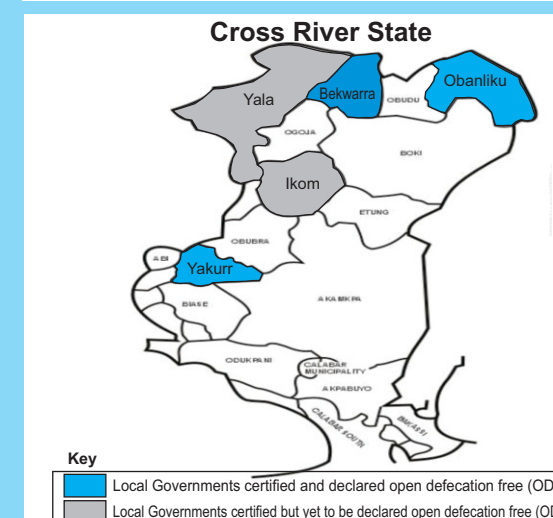 Cross River State
Obanliku
Bekwarra
Yala
OBUDU
OGOJA
BOKI
Ikom
ETUNG
OBUBRA
ABI
Yakurr
BIASE
AKAMKPA
ODUKPANI
CALABAR
MUNICIPALITY
AKPABUYO
CALABAR SOUTH
BAKASSI
Key
Local Governments certified and declared open defecation free (OD
Local Governments certified but yet to be declared open defecation free (O